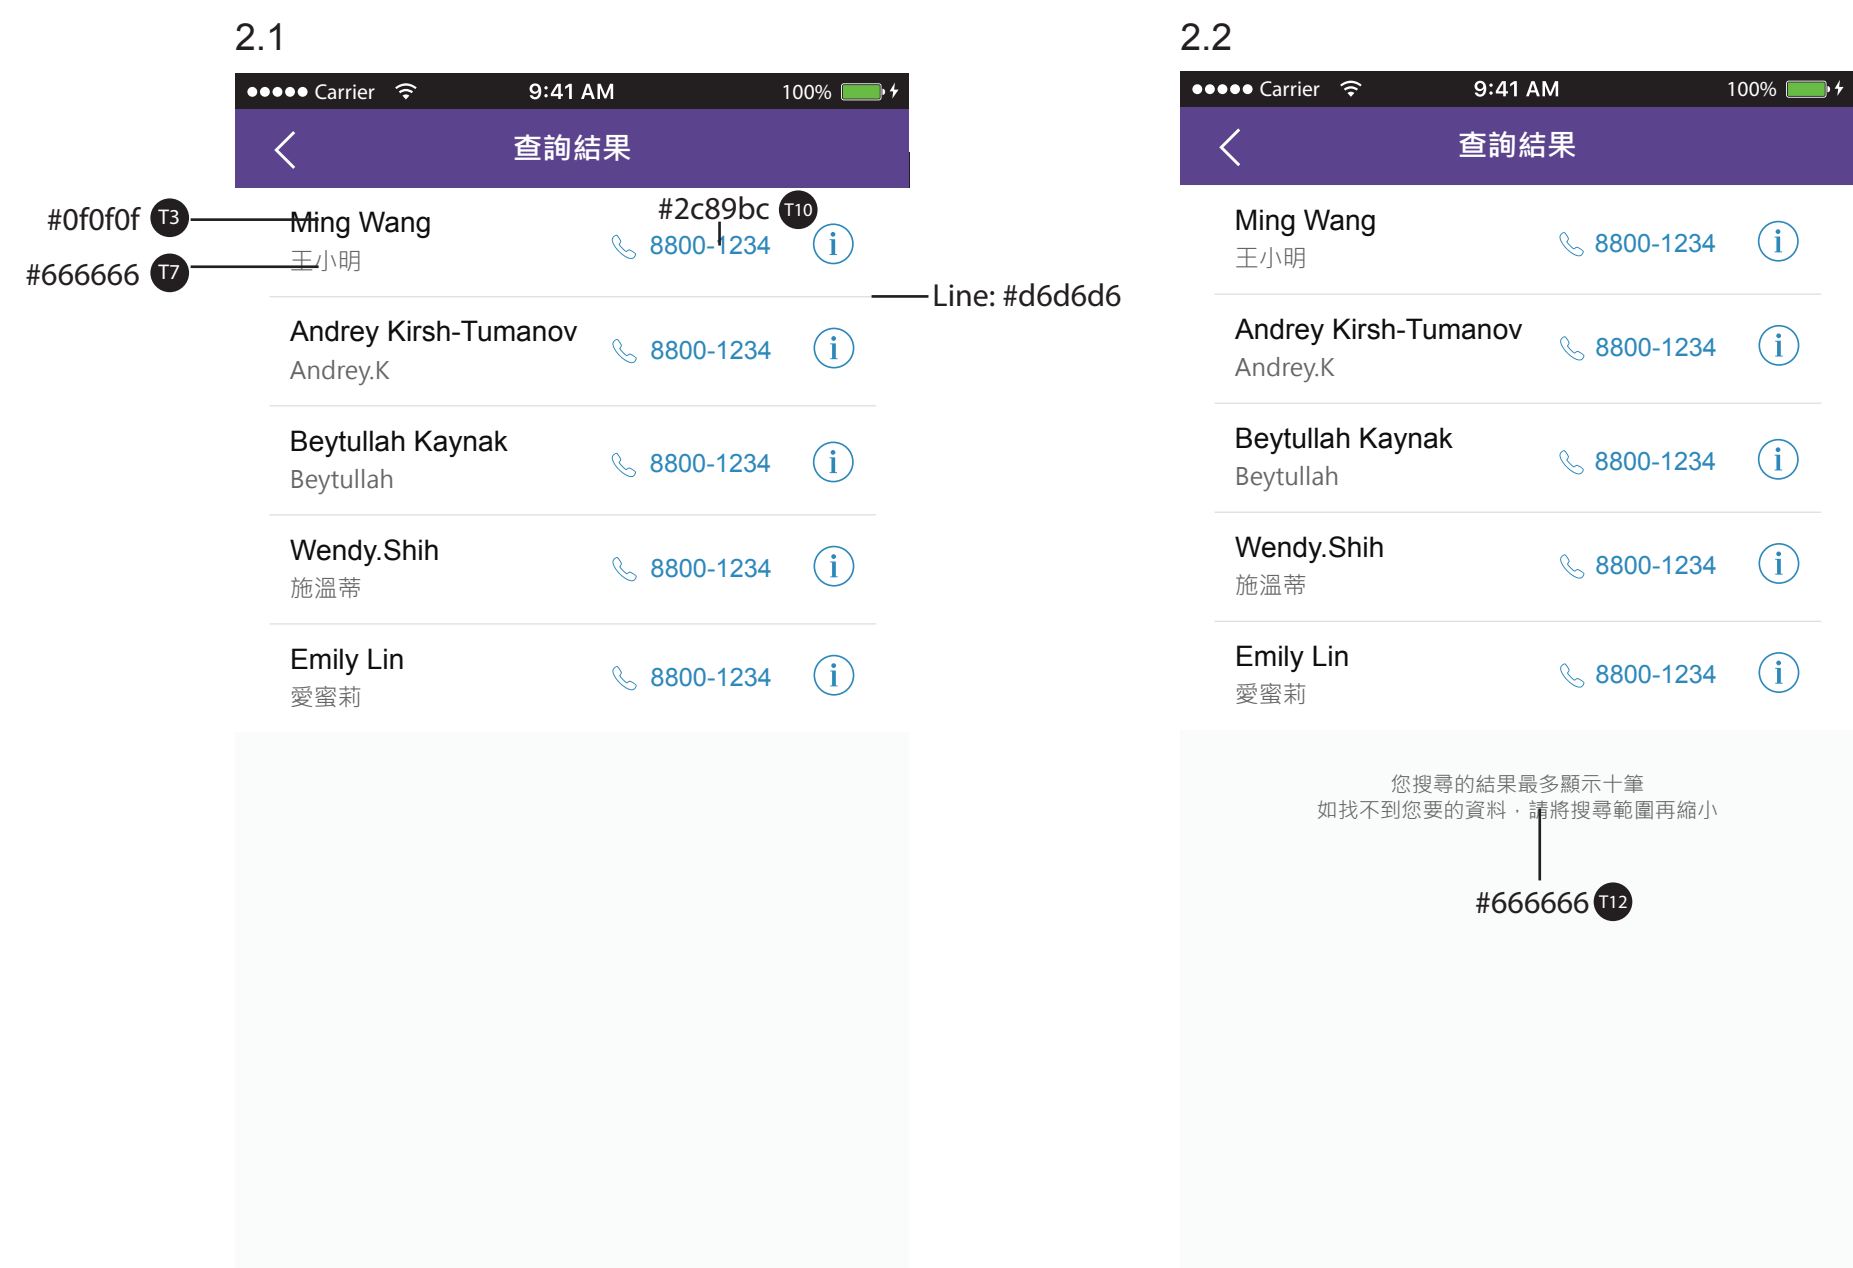 2.1
●●●●● Carrier 9:41 AM 100%
查詢結果
#0f0f0f T3
Ming Wang
#2c89bc T10
8800-1234
#666666 T7
王小明
Line: #d6d6d6
Andrey Kirsh-Tumanov
8800-1234
Andrey.K
Beytullah Kaynak
8800-1234
Beytullah
Wendy.Shih
8800-1234
施溫蒂
Emily Lin
8800-1234
愛蜜莉
2.2
●●●●● Carrier 9:41 AM 100%
查詢結果
Ming Wang
8800-1234
王小明
Andrey Kirsh-Tumanov
8800-1234
Andrey.K
Beytullah Kaynak
8800-1234
Beytullah
Wendy.Shih
8800-1234
施溫蒂
Emily Lin
8800-1234
愛蜜莉
您搜尋的結果最多顯示十筆
如找不到您要的資料，請將搜尋範圍再縮小
#666666 T12